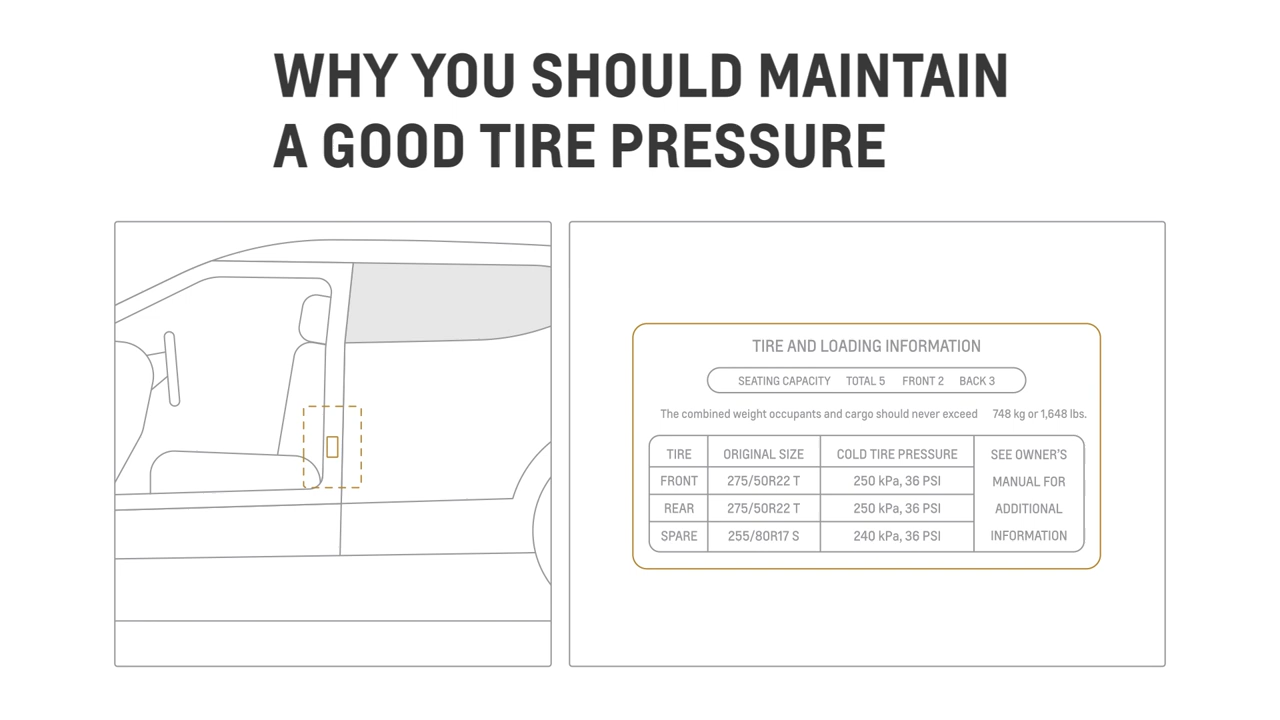 WHY YOU SHOULD MAINTAIN
A GOOD TIRE PRESSURE
TIRE AND LOADING INFORMATION
SEATING CAPACITY TOTAL 5 FRONT 2 BACK 3
The combined weight occupants and cargo should never exceed 748 kg or 1,648 lbs.
TIRE ORIGINAL SIZE COLD TIRE PRESSURE SEE OWNER'S
FRONT 275/50R22 T 250 kPa, 36 PSI MANUAL FOR
REAR 275/50R22 T 250 kPa, 36 PSI ADDITIONAL
SPARE 255/80R17 S 240 kPa, 36 PSI INFORMATION